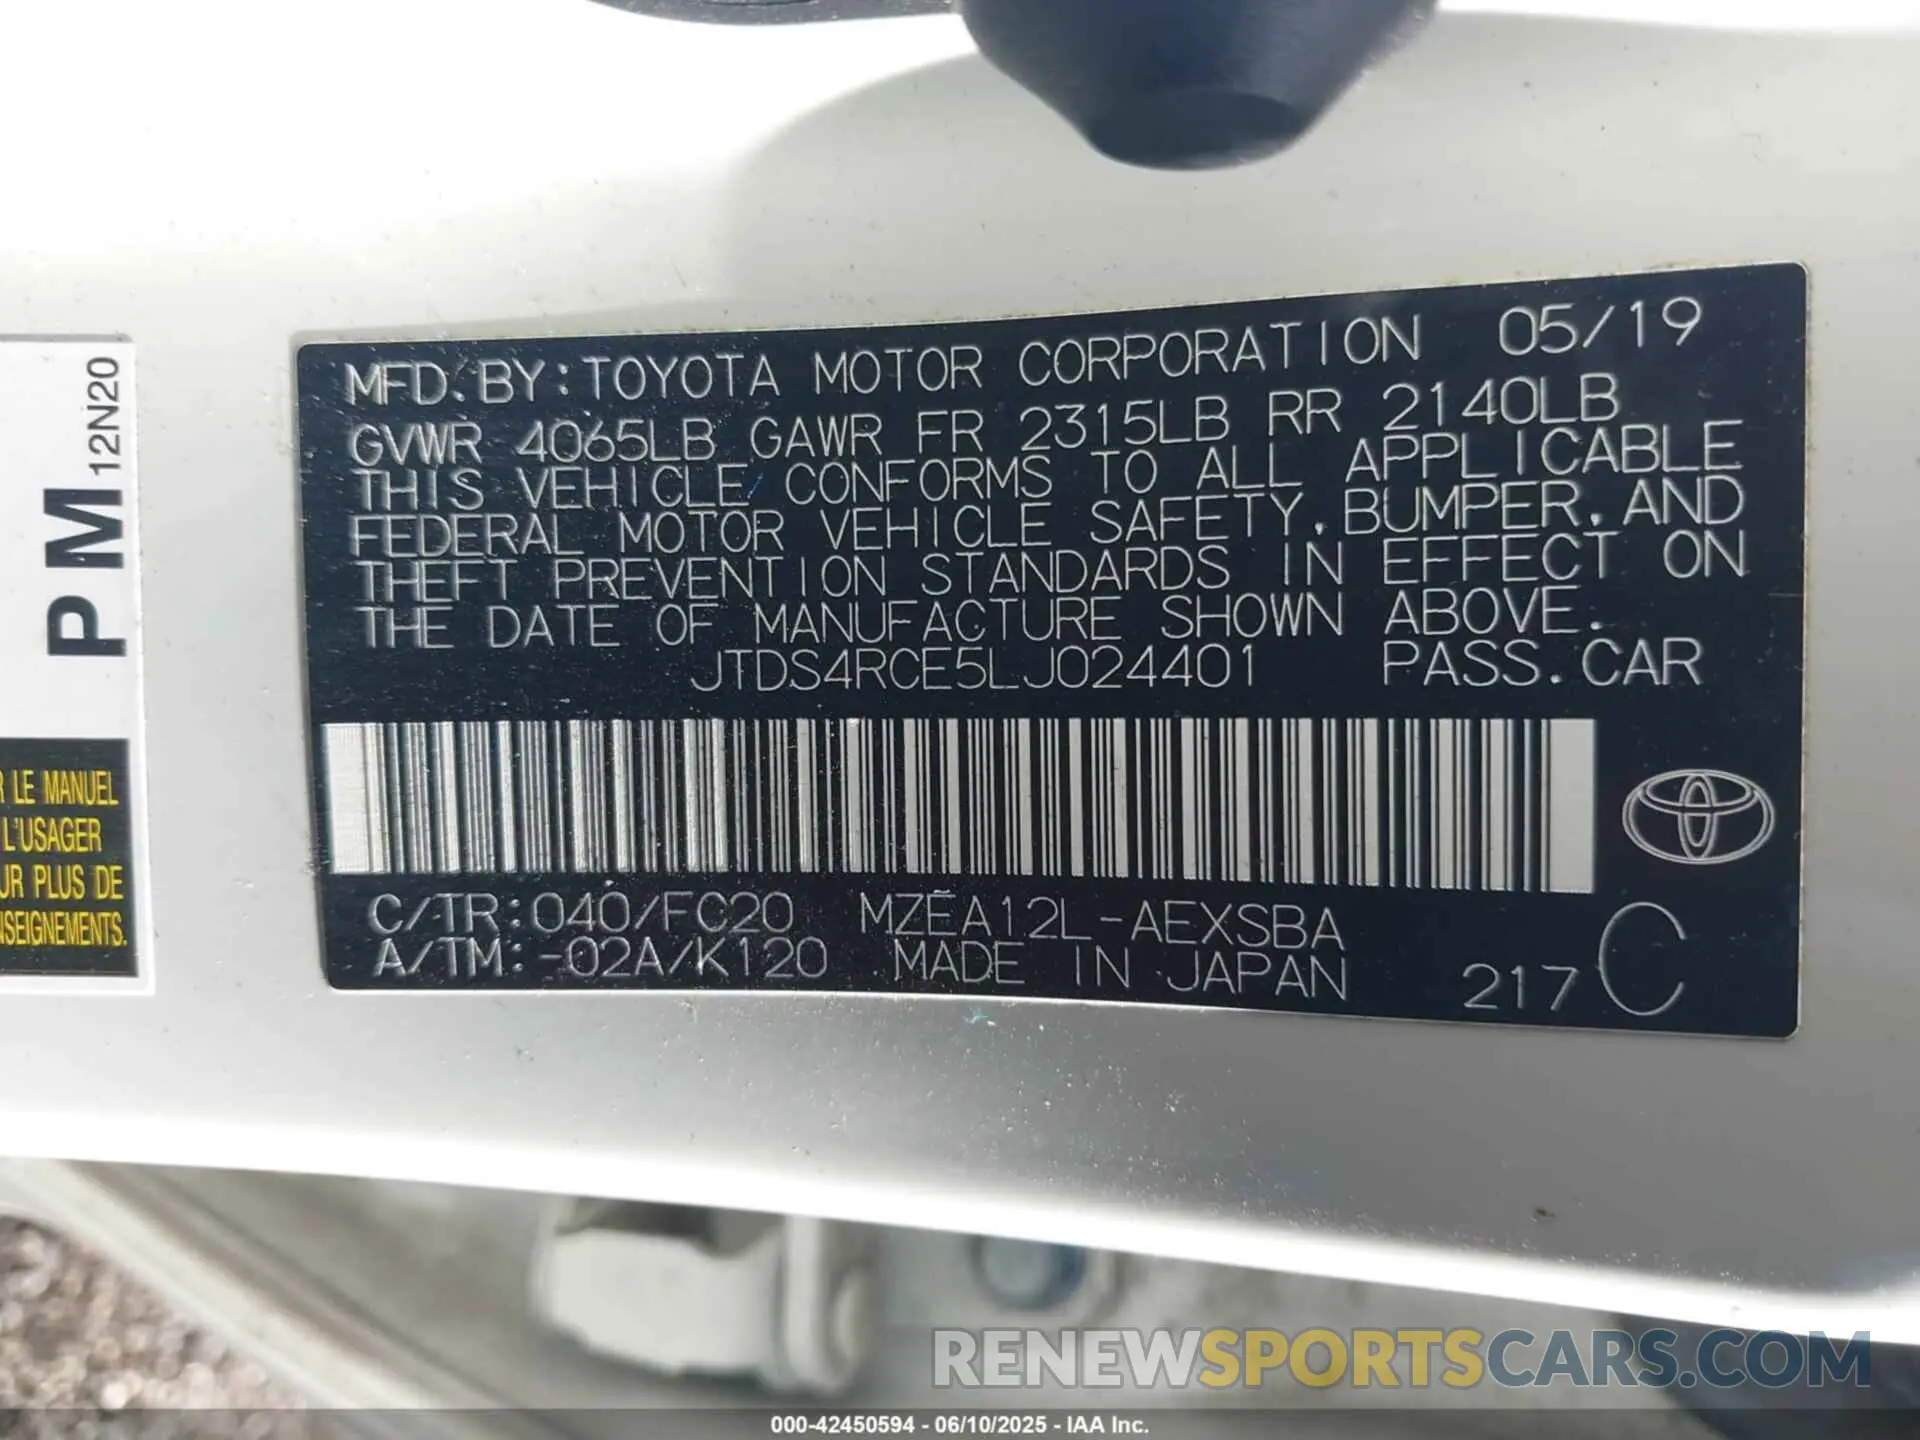 MFD. BY: TOYOTA MOTOR CORPORATION 05/19
GVWR 4065LB GAWR FR 2315LB RR 2140LB
THIS VEHICLE CONFORMS TO ALL APPLICABLE
FEDERAL MOTOR VEHICLE SAFETY, BUMPER, AND
THEFT PREVENTION STANDARDS IN EFFECT ON
THE DATE OF MANUFACTURE SHOWN ABOVE.
JTDS4RCE5LJ024401 PASS. CAR
C/TR: 040/FC20 MZEA12L-AEXSBA
A/TM: -02A/K120 MADE IN JAPAN 217 C
PM 12N20
R LE MANUEL
L'USAGER
UR PLUS DE
NSEIGNEMENTS.
RENEWSPORTSCARS.COM
000-42450594 - 06/10/2025 - IAA Inc.